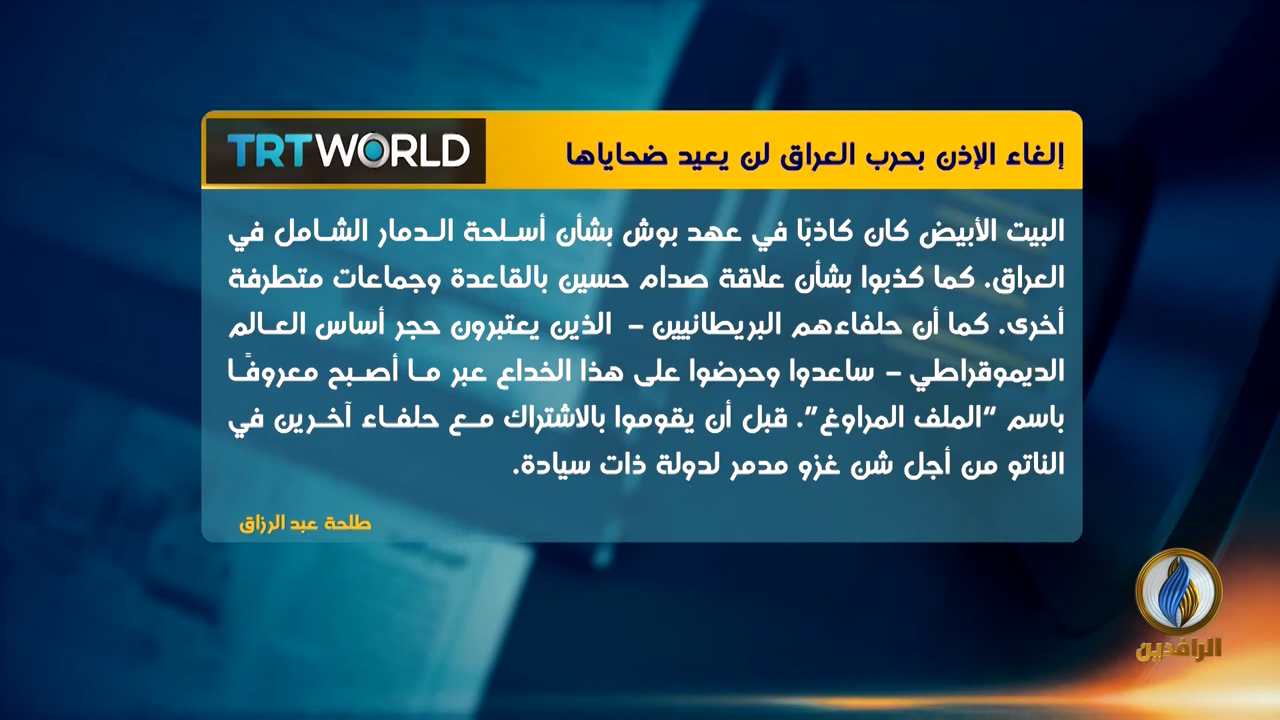 إلغاء الإذن بحرب العراق لن يعيد ضحاياها
TRT WORLD
البيت الأبيض كان كاذبًا في عهد بوش بشأن أسلحة الدمار الشامل في
العراق. كما كذبوا بشأن علاقة صدام حسين بالقاعدة وجماعات متطرفة
أخرى. كما أن حلفاءهم البريطانيين – الذين يعتبرون حجر أساس العالم
الديموقراطي – ساعدوا وحرضوا على هذا الخداع عبر ما أصبح معروفًا
باسم “الملف المراوغ”. قبل أن يقوموا بالاشتراك مع حلفاء آخرين في
الناتو من أجل شن غزو مدمر لدولة ذات سيادة.
طلحة عبد الرزاق
الرافدين